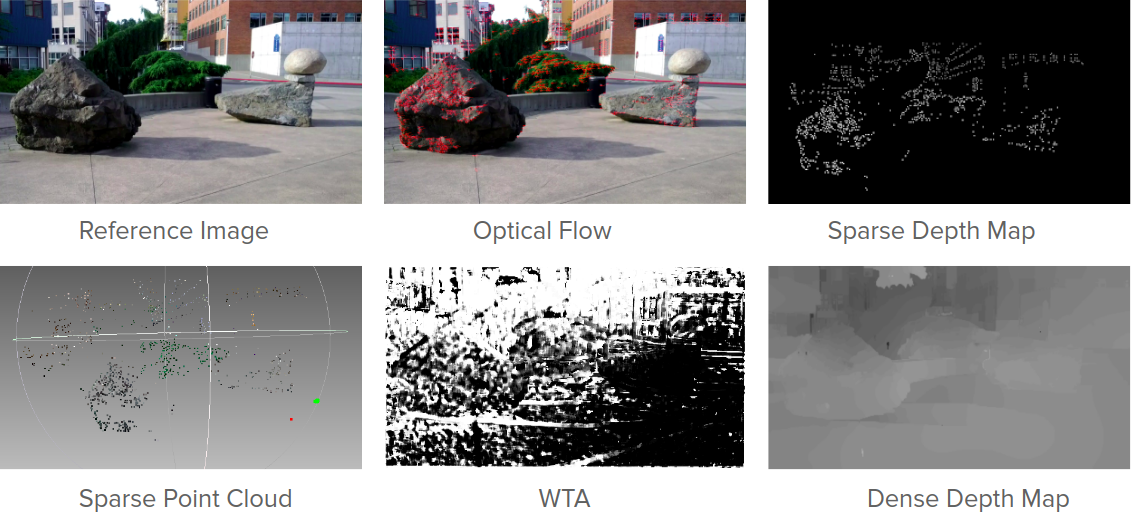 Reference Image
Optical Flow
Sparse Depth Map
Sparse Point Cloud
WTA
Dense Depth Map